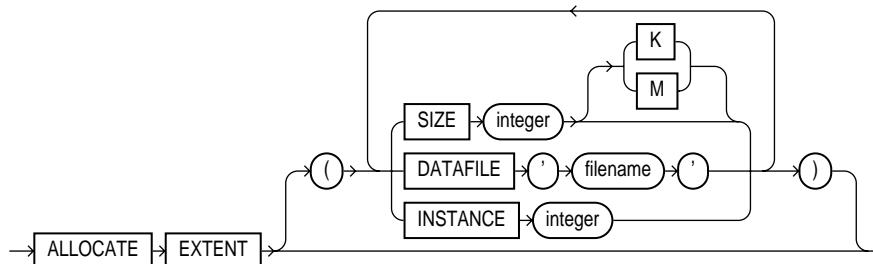 K
M
SIZE integer
( DATAFILE ' filename ' )
INSTANCE integer
ALLOCATE EXTENT